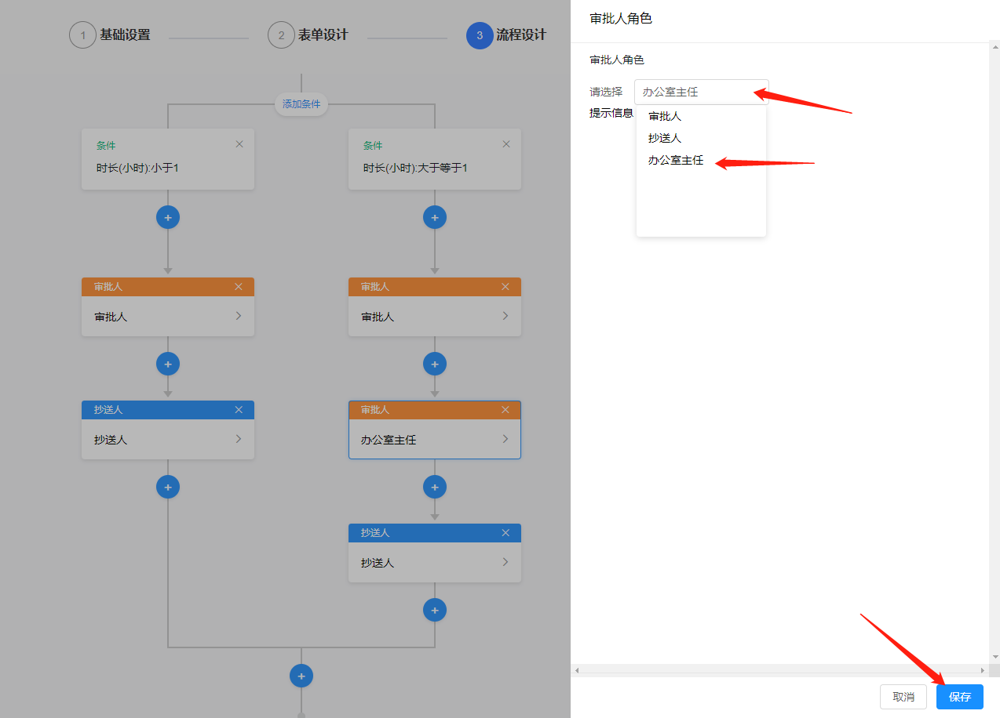 1 基础设置
2 表单设计
3 流程设计
添加条件
条件
时长(小时):小于1
条件
时长(小时):大于等于1
审批人
审批人
审批人
审批人
抄送人
抄送人
审批人
办公室主任
抄送人
抄送人
审批人角色
审批人角色
请选择 办公室主任
提示信息
审批人
抄送人
办公室主任
取消 保存